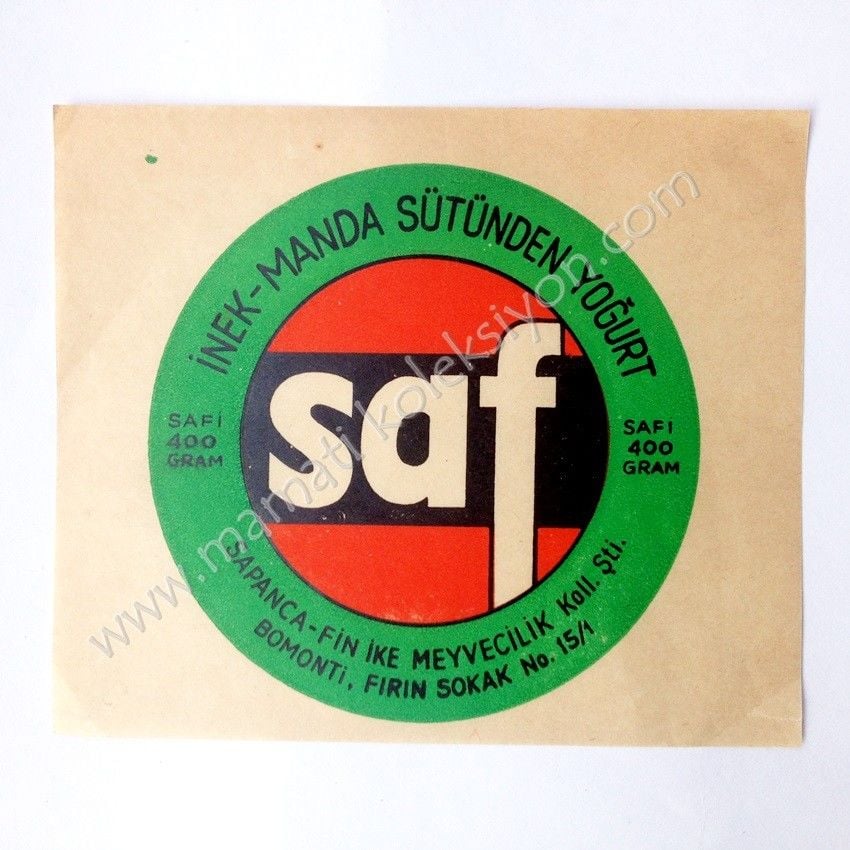 İNEK-MANDA SÜTÜNDEN YOĞURT
SAFİ
400
GRAM
saf
SAFİ
400
GRAM
SAPANCA-FİN İKE MEYVECİLİK Koll. Şti.
BOMONTİ, FIRIN SOKAK No. 15/1
www.mamatikoleksiyon.com